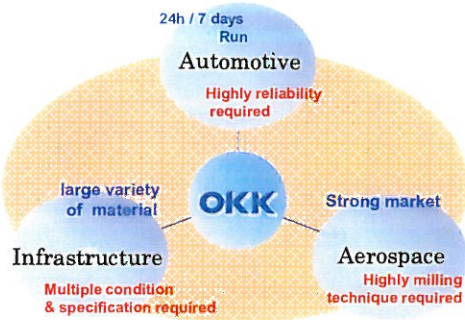 24h / 7 days
Run
Automotive
Highly reliability
required
OKK
large variety
of material
Infrastructure
Multiple condition
& specification required
Strong market
Aerospace
Highly milling
technique required